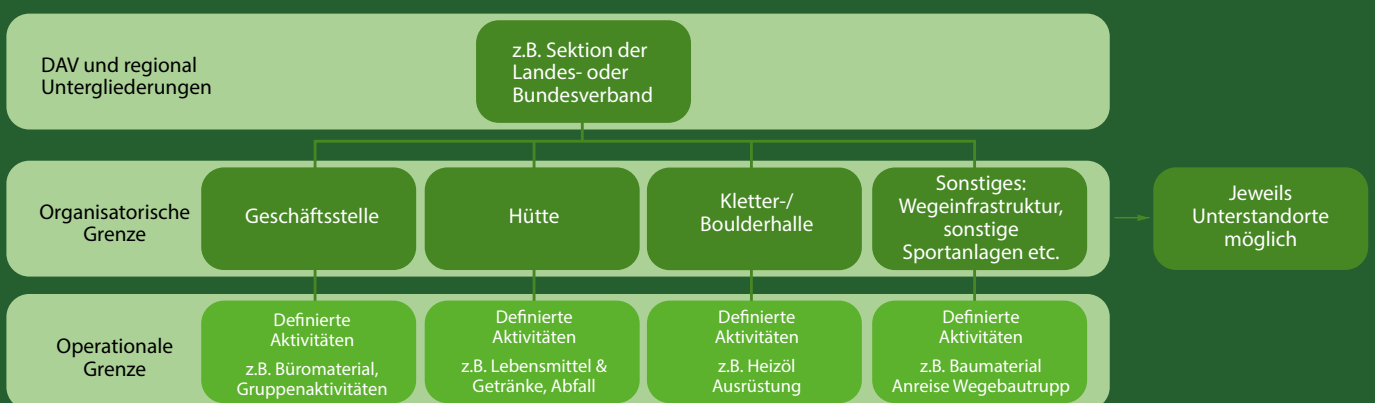 DAV und regional
Untergliederungen
z.B. Sektion der
Landes- oder
Bundesverband
Organisatorische
Grenze
Geschäftsstelle
Hütte
Kletter-/
Boulderhalle
Sonstiges:
Wegeinfrastruktur,
sonstige
Sportanlagen etc.
Jeweils
Unterstandorte
möglich
Operationale
Grenze
Definierte
Aktivitäten
z.B. Büromaterial,
Gruppenaktivitäten
Definierte
Aktivitäten
z.B. Lebensmittel &
Getränke, Abfall
Definierte
Aktivitäten
z.B. Heizöl
Ausrüstung
Definierte
Aktivitäten
z.B. Baumaterial
Anreise Wegebautrupp